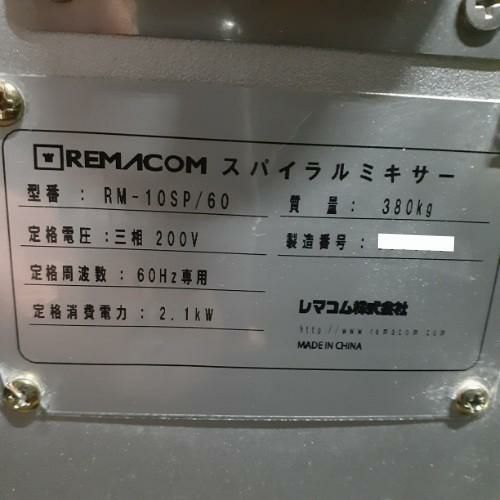 REMACOM スパイラルミキサー
型番 : RM-10SP/60
質量 : 380kg
定格電圧 : 三相 200V
製造番号 :
定格周波数 : 60Hz専用
定格消費電力 : 2.1kW
レマコム株式会社
http://www.remacom.com
MADE IN CHINA